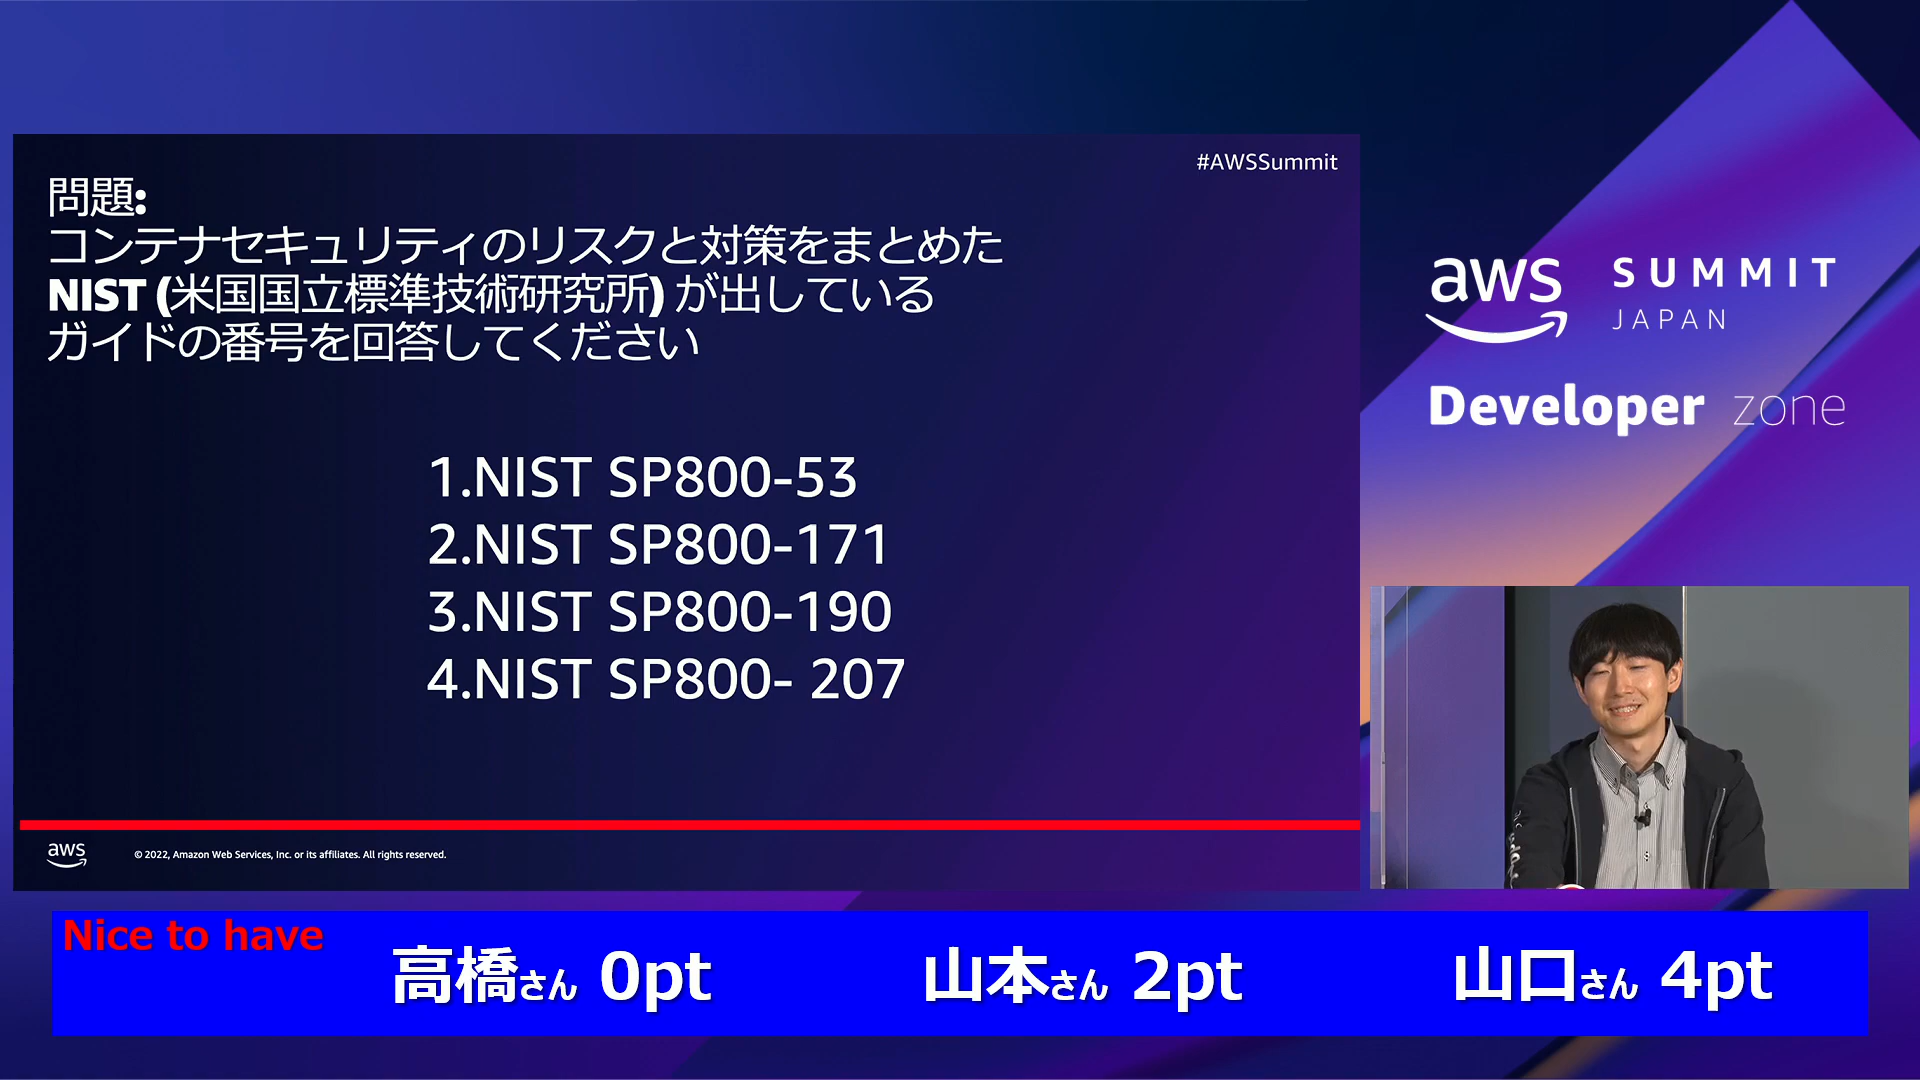 #AWSSummit
問題:
コンテナセキュリティのリスクと対策をまとめた
NIST (米国国立標準技術研究所) が出している
ガイドの番号を回答してください
1.NIST SP800-53
2.NIST SP800-171
3.NIST SP800-190
4.NIST SP800- 207
aws
© 2022, Amazon Web Services, Inc. or its affiliates. All rights reserved.
aws SUMMIT
JAPAN
Developer zone
Nice to have
高橋さん 0pt 山本さん 2pt 山口さん 4pt